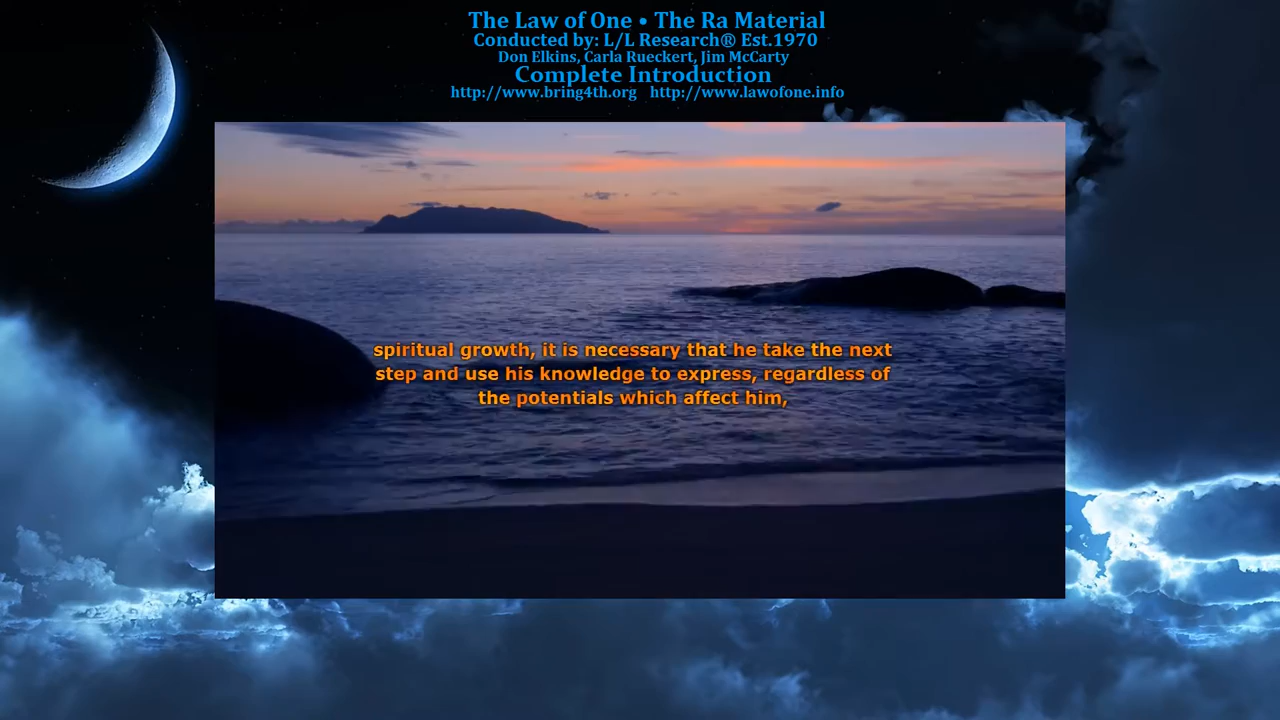 The Law of One • The Ra Material
Conducted by: L/L Research® Est.1970
Don Elkins, Carla Rueckert, Jim McCarty
Complete Introduction
http://www.bring4th.org http://www.lawofone.info
spiritual growth, it is necessary that he take the next
step and use his knowledge to express, regardless of
the potentials which affect him,